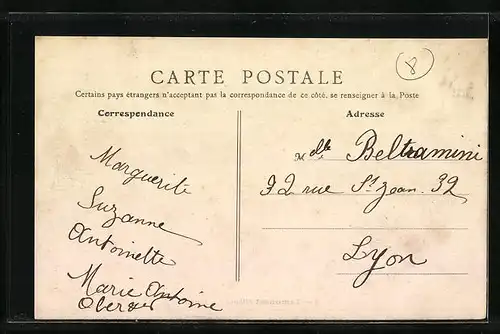 8
CARTE POSTALE
Certains pays étrangers n'acceptant pas la correspondance de ce côté, se renseigner à la Poste
Correspondance
Marguerite
Suzanne
Antoinette
Marie Antoine
Adresse
Mdlle Beltramini
32 rue St Jean. 32
Lyon